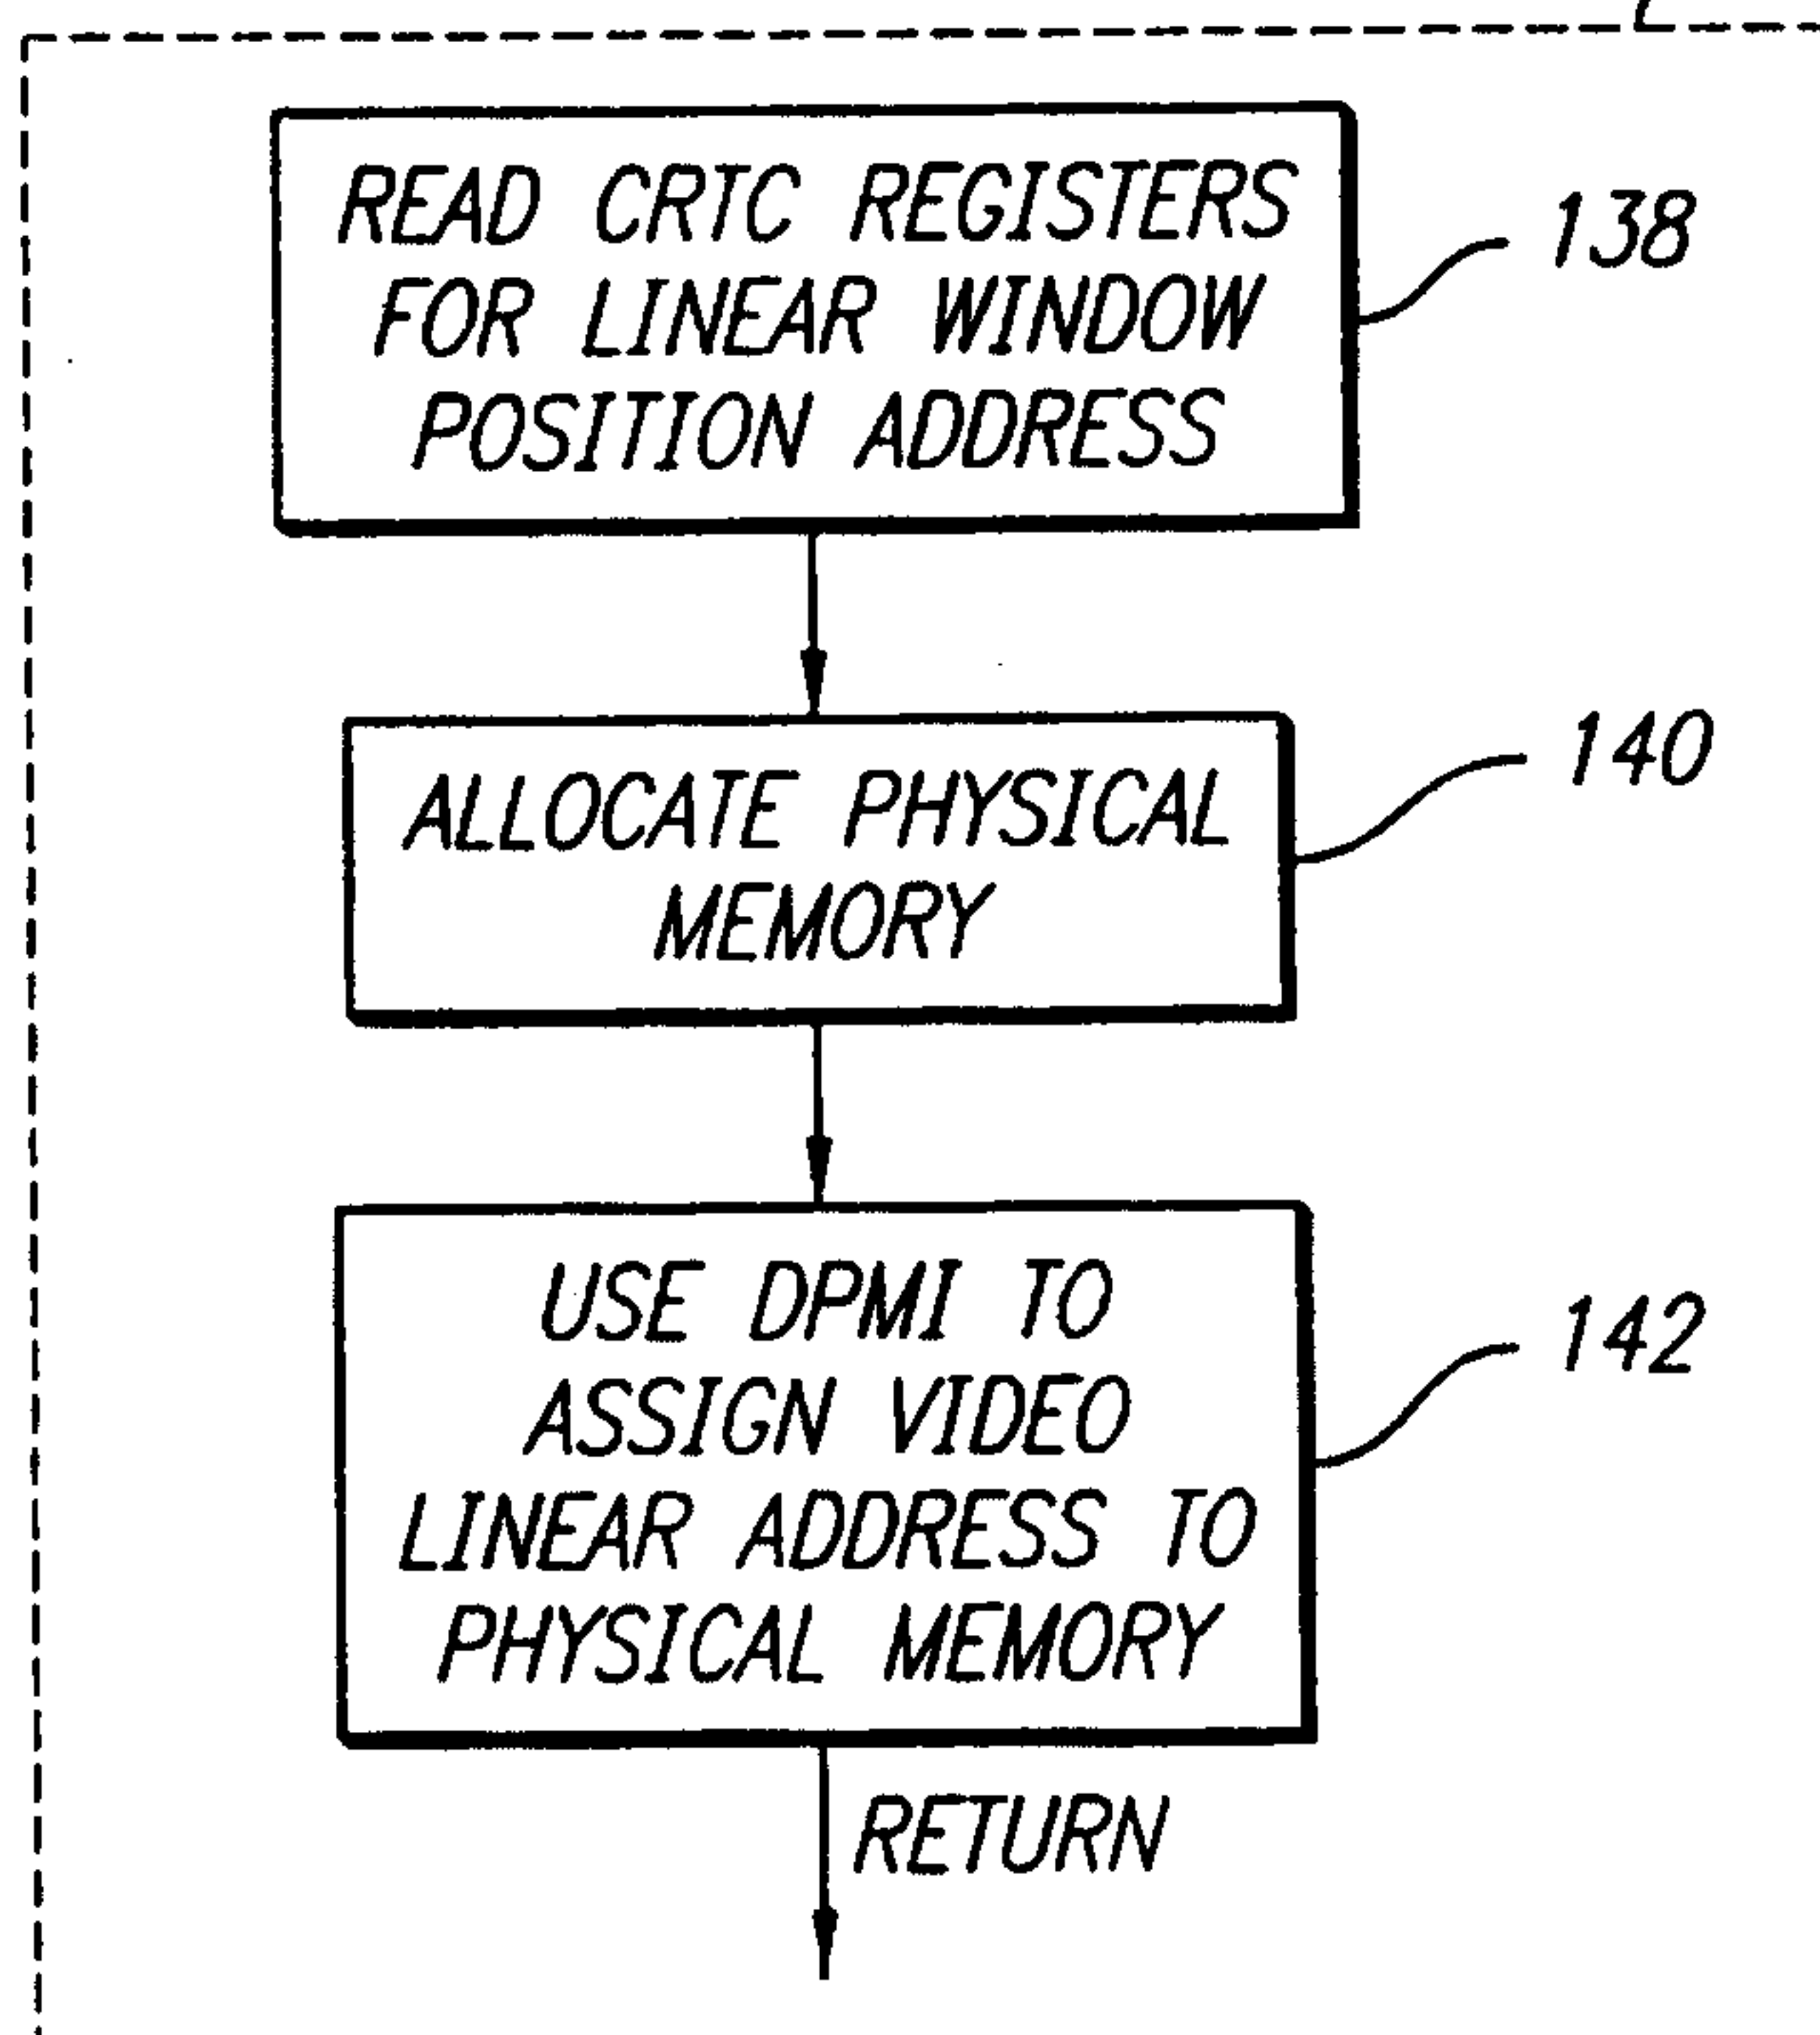 READ CRTC REGISTERS
FOR LINEAR WINDOW
POSITION ADDRESS
138
ALLOCATE PHYSICAL
MEMORY
140
USE DPMI TO
ASSIGN VIDEO
LINEAR ADDRESS TO
PHYSICAL MEMORY
142
RETURN